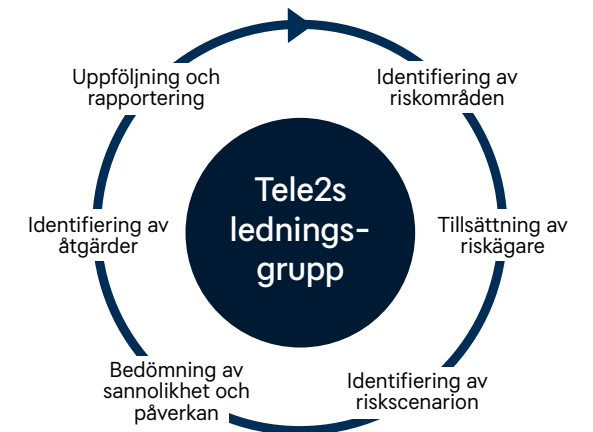 Uppföljning och
rapportering
Identifiering av
riskområden
Tele2s
lednings-
grupp
Identifiering av
åtgärder
Tillsättning av
riskägare
Bedömning av
sannolikhet och
påverkan
Identifiering av
riskscenarion